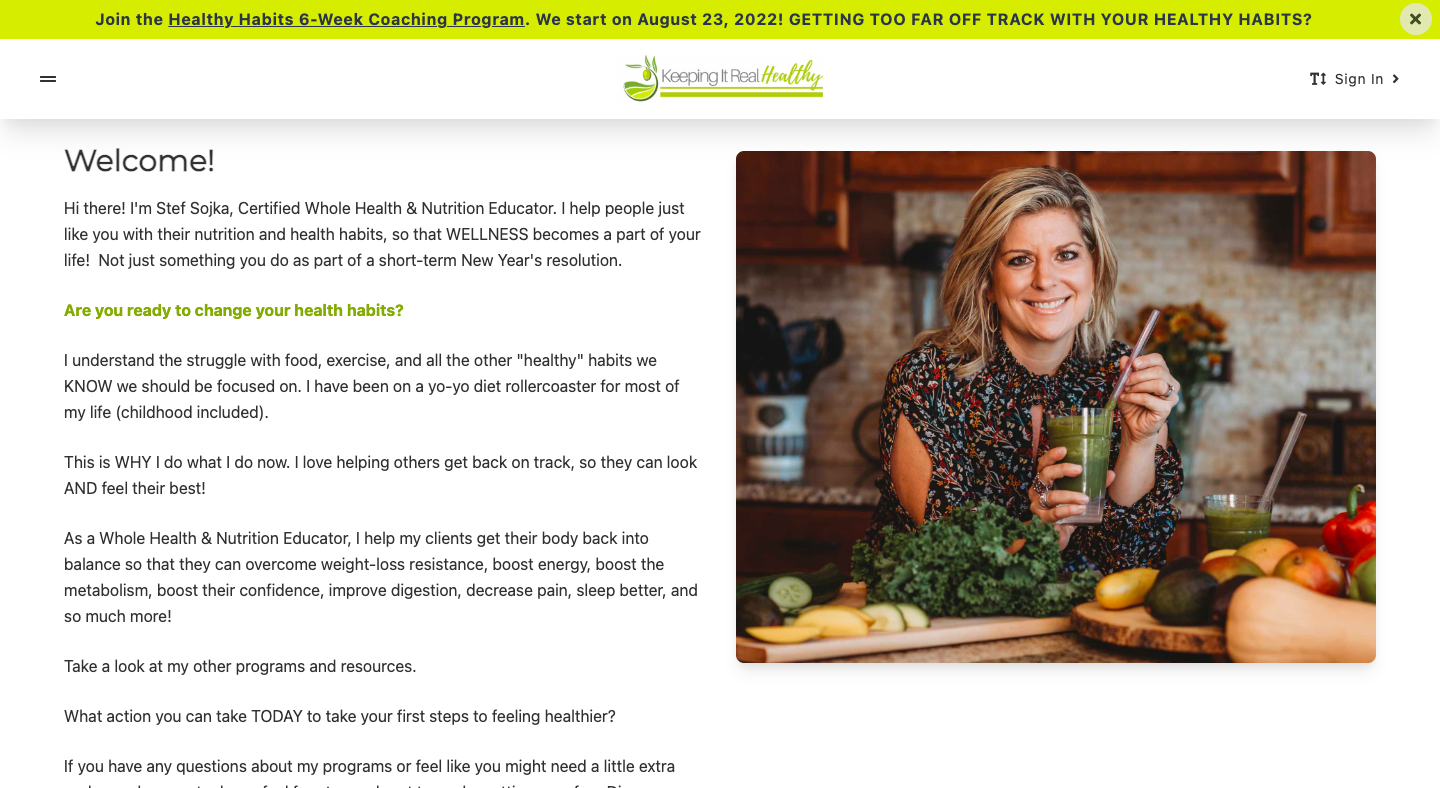 Join the Healthy Habits 6-Week Coaching Program. We start on August 23, 2022! GETTING TOO FAR OFF TRACK WITH YOUR HEALTHY HABITS?
Keeping It Real Healthy
Sign In
Welcome!
Hi there! I'm Stef Sojka, Certified Whole Health & Nutrition Educator. I help people just
like you with their nutrition and health habits, so that WELLNESS becomes a part of your
life!  Not just something you do as part of a short-term New Year's resolution.
Are you ready to change your health habits?
I understand the struggle with food, exercise, and all the other "healthy" habits we
KNOW we should be focused on. I have been on a yo-yo diet rollercoaster for most of
my life (childhood included).
This is WHY I do what I do now. I love helping others get back on track, so they can look
AND feel their best!
As a Whole Health & Nutrition Educator, I help my clients get their body back into
balance so that they can overcome weight-loss resistance, boost energy, boost the
metabolism, boost their confidence, improve digestion, decrease pain, sleep better, and
so much more!
Take a look at my other programs and resources.
What action you can take TODAY to take your first steps to feeling healthier?
If you have any questions about my programs or feel like you might need a little extra